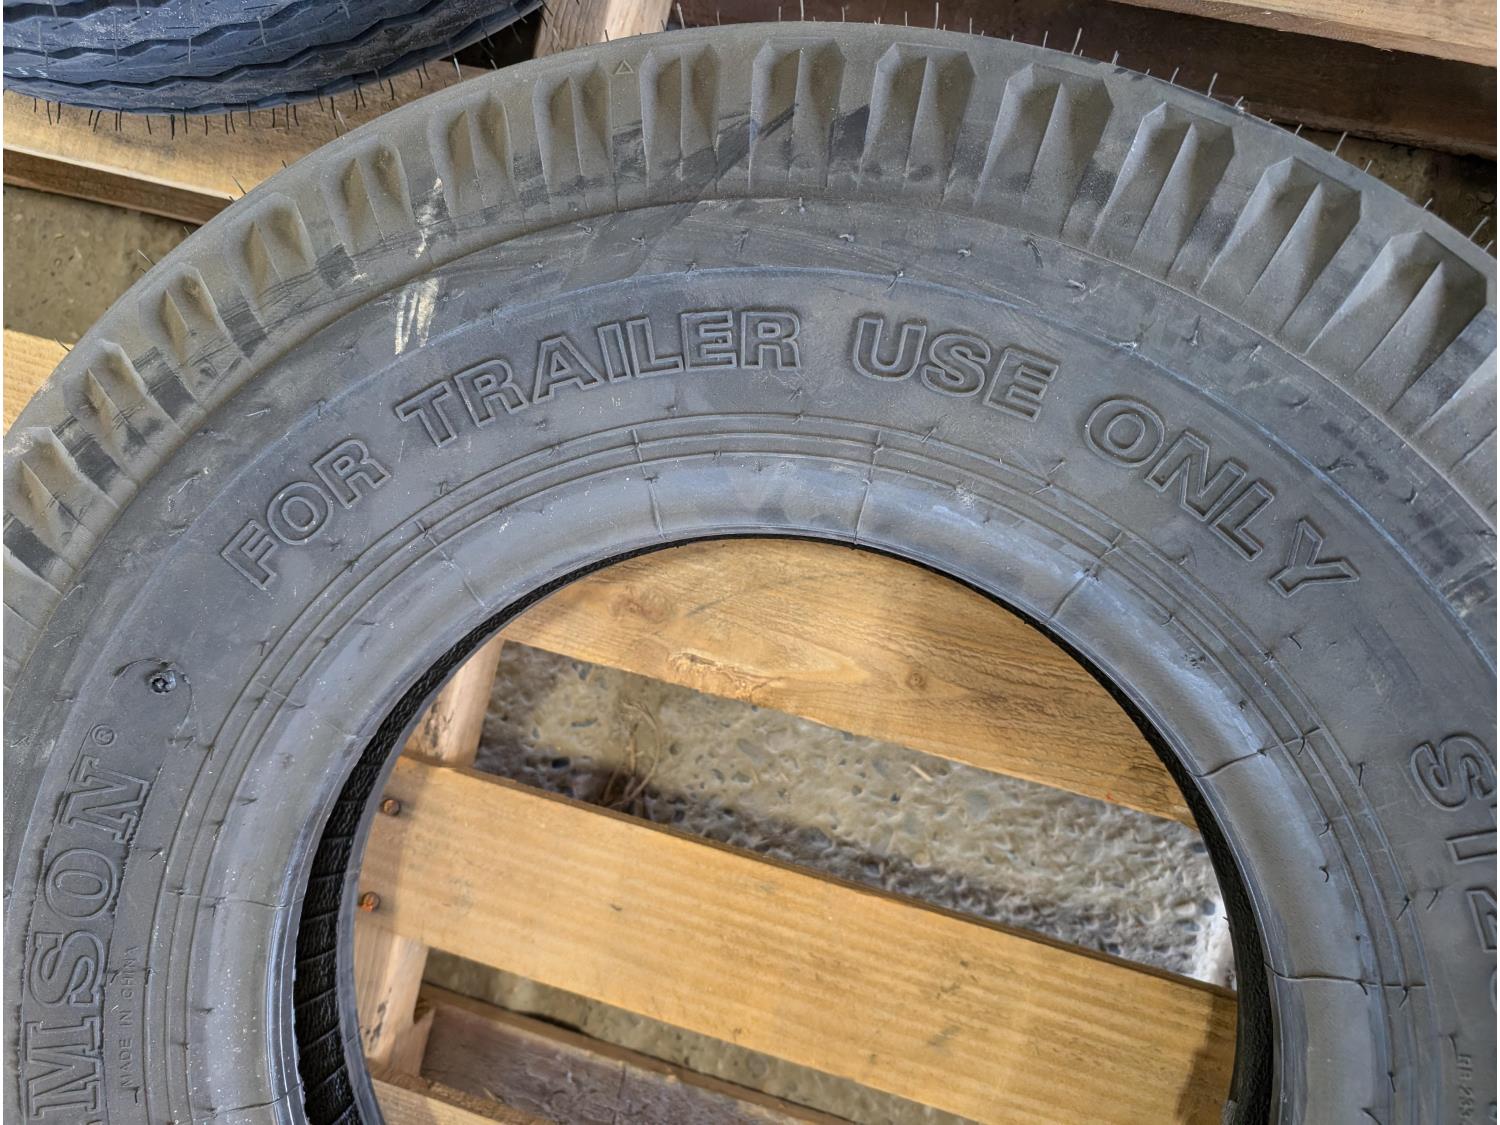 FOR TRAILER USE ONLY
MSON®
MADE IN CHINA